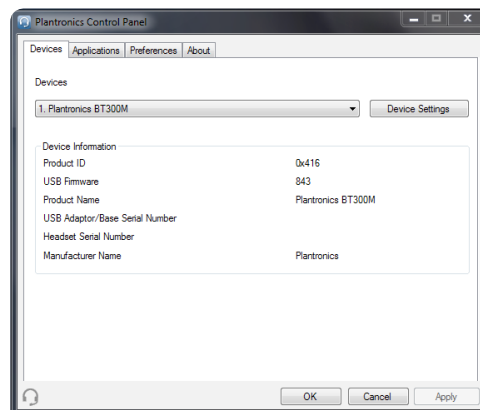 Plantronics Control Panel
Devices Applications Preferences About
Devices
1. Plantronics BT300M Device Settings
Device Information
Product ID 0x416
USB Firmware 843
Product Name Plantronics BT300M
USB Adaptor/Base Serial Number
Headset Serial Number
Manufacturer Name Plantronics
OK Cancel Apply